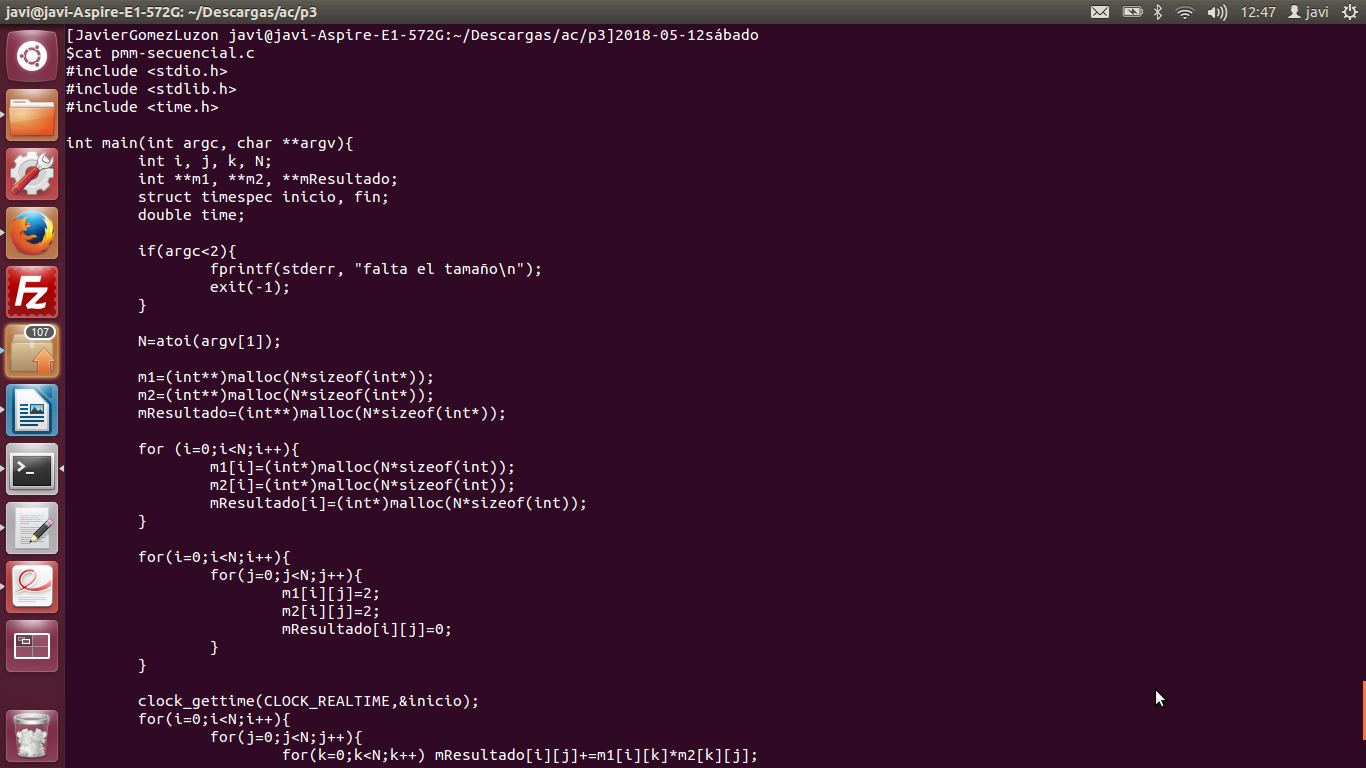 javi@javi-Aspire-E1-572G: ~/Descargas/ac/p3
12:47
javi
107
[JavierGomezLuzon javi@javi-Aspire-E1-572G:~/Descargas/ac/p3]2018-05-12sábado
$cat pmm-secuencial.c
#include <stdio.h>
#include <stdlib.h>
#include <time.h>
int main(int argc, char **argv){
int i, j, k, N;
int **m1, **m2, **mResultado;
struct timespec inicio, fin;
double time;
if(argc<2){
fprintf(stderr, "falta el tamaño\n");
exit(-1);
}
N=atoi(argv[1]);
m1=(int**)malloc(N*sizeof(int*));
m2=(int**)malloc(N*sizeof(int*));
mResultado=(int**)malloc(N*sizeof(int*));
for (i=0;i<N;i++){
m1[i]=(int*)malloc(N*sizeof(int));
m2[i]=(int*)malloc(N*sizeof(int));
mResultado[i]=(int*)malloc(N*sizeof(int));
}
for(i=0;i<N;i++){
for(j=0;j<N;j++){
m1[i][j]=2;
m2[i][j]=2;
mResultado[i][j]=0;
}
}
clock_gettime(CLOCK_REALTIME,&inicio);
for(i=0;i<N;i++){
for(j=0;j<N;j++){
for(k=0;k<N;k++) mResultado[i][j]+=m1[i][k]*m2[k][j];